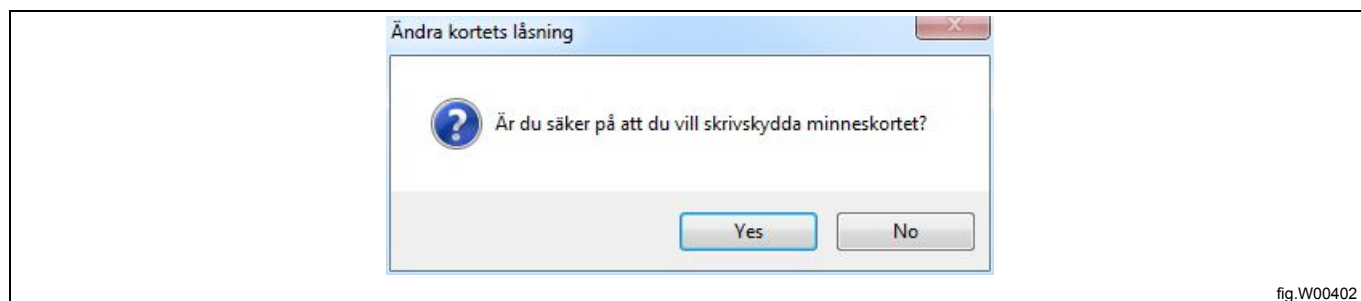 Ändra kortets låsning
Är du säker på att du vill skrivskydda minneskortet?
Yes
No
fig.W00402